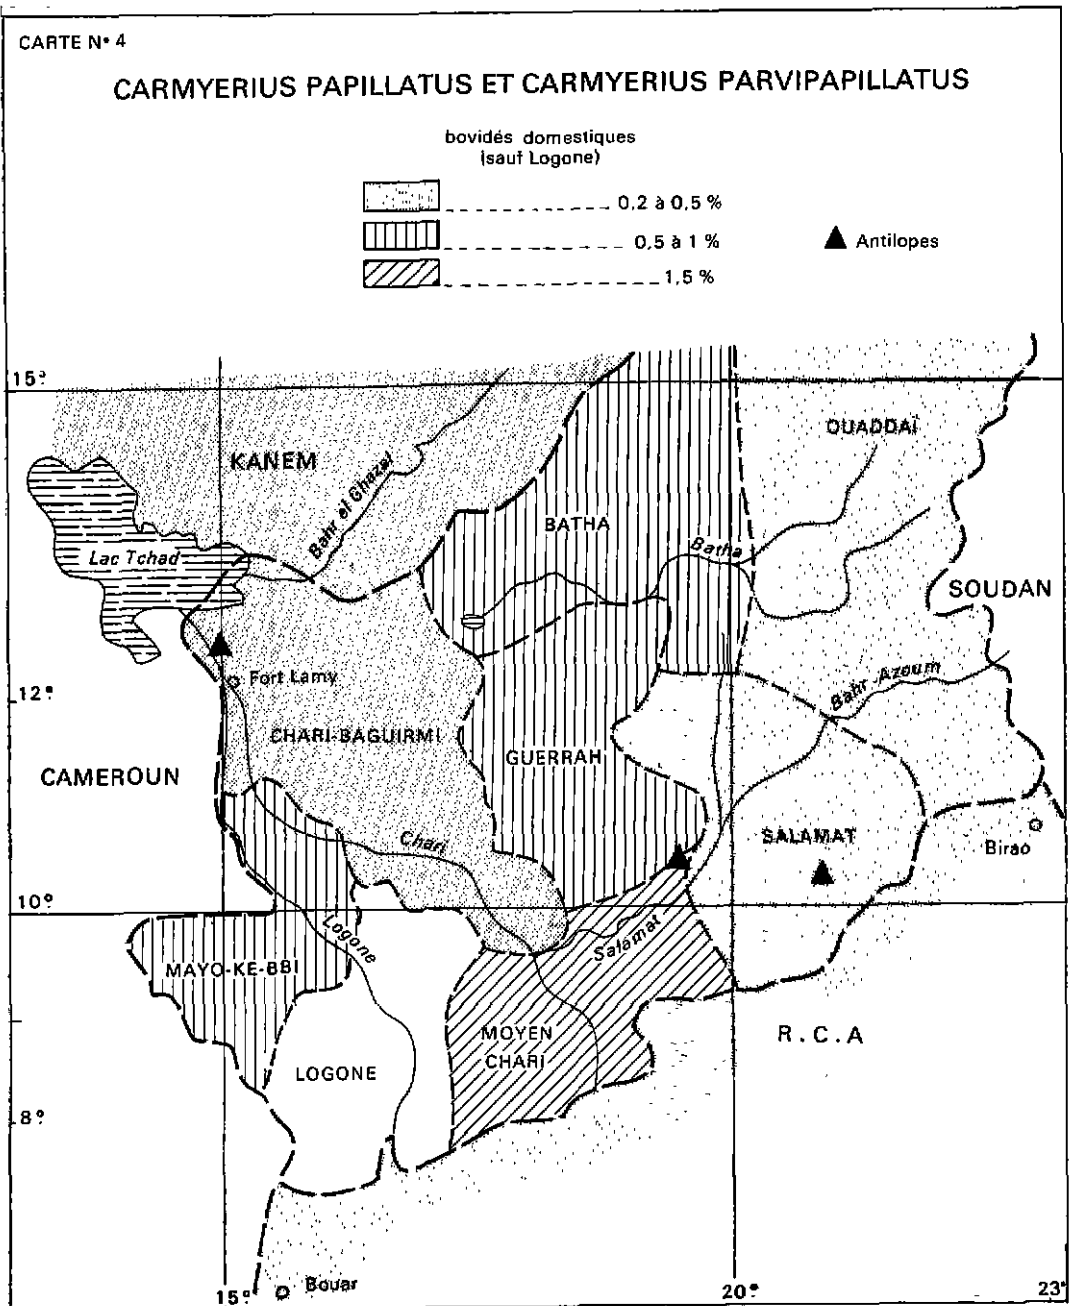 CARTE N° 4
CARMYERIUS PAPILLATUS ET CARMYERIUS PARVIPAPILLATUS
bovidés domestiques
(sauf Logone)
0,2 à 0,5 %
0,5 à 1 %
▲ Antilopes
1,5 %
15°
OUADDAÏ
KANEM
Bahr el Ghazal
BATHA
Lac Tchad
Batha
SOUDAN
12°
Fort Lamy
Bahr Azoum
CHARI-BAGUIRMI
GUERRAH
CAMEROUN
Chari
SALAMAT
Birao
10°
Logone
Salamat
MAYO-KE-BBI
MOYEN
CHARI
R.C.A
LOGONE
8°
Bouar
15°
20°
23°